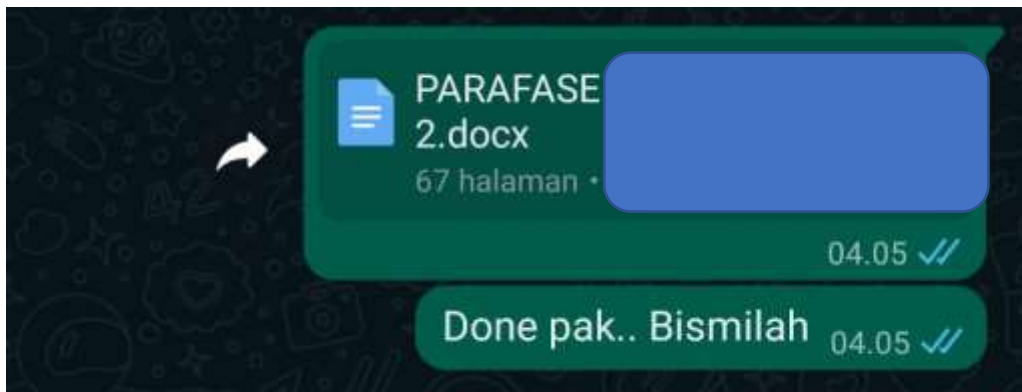 PARAFASE
2.docx
67 halaman •
04.05
Done pak.. Bismilah 04.05